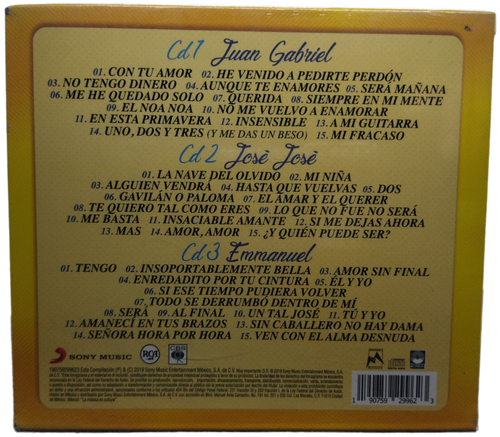 Cd1 Juan Gabriel
01. CON TU AMOR 02. HE VENIDO A PEDIRTE PERDÓN
03. NO TENGO DINERO 04. AUNQUE TE ENAMORES 05. SERÁ MAÑANA
06. ME HE QUEDADO SOLO 07. QUERIDA 08. SIEMPRE EN MI MENTE
09. EL NOA NOA 10. NO ME VUELVO A ENAMORAR
11. EN ESTA PRIMAVERA 12. INSENSIBLE 13. A MI GUITARRA
14. UNO, DOS Y TRES (Y ME DAS UN BESO) 15. MI FRACASO
Cd2 Josè Josè
01. LA NAVE DEL OLVIDO 02. MI NIÑA
03. ALGUIEN VENDRA 04. HASTA QUE VUELVAS 05. DOS
06. GAVILÁN O PALOMA 07. EL AMAR Y EL QUERER
08. TE QUIERO TAL COMO ERES 09. LO QUE NO FUE NO SERÁ
10. ME BASTA 11. INSACIABLE AMANTE 12. SI ME DEJAS AHORA
13. MAS 14. AMOR, AMOR 15. ¿Y QUIÉN PUEDE SER?
Cd3 Emmanuel
01. TENGO 02. INSOPORTABLEMENTE BELLA 03. AMOR SIN FINAL
04. ENREDADITO POR TU CINTURA 05. ÉL Y YO
06. SI ESE TIEMPO PUDIERA VOLVER
07. TODO SE DERRUMBÓ DENTRO DE MÍ
08. SERÁ 09. AL FINAL 10. UN TAL JOSÉ 11. TÚ Y YO
12. AMANECÍ EN TUS BRAZOS 13. SIN CABALLERO NO HAY DAMA
14. SEÑORA HORA POR HORA 15. VEN CON EL ALMA DESNUDA
SONY MUSIC RCA CBS
1 90759 29962 3